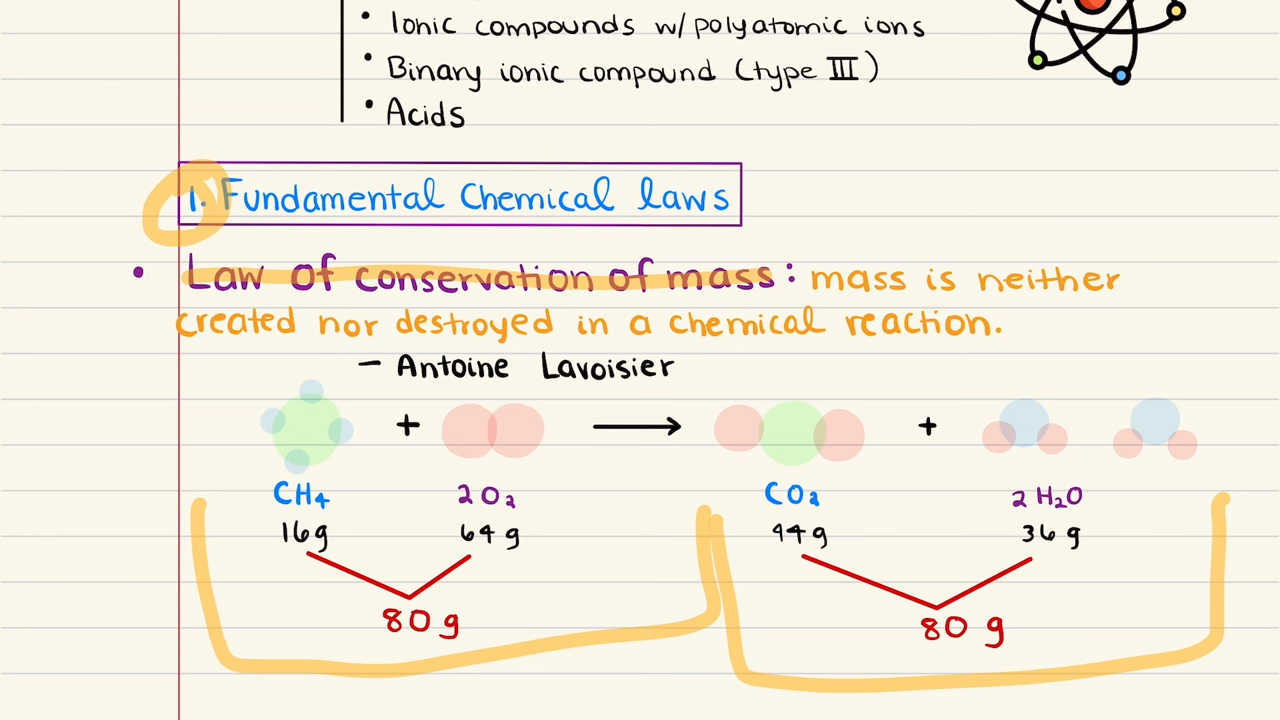 • Ionic compounds w/polyatomic ions
• Binary ionic compound (type III)
• Acids
1. Fundamental Chemical laws
• Law of conservation of mass: mass is neither
created nor destroyed in a chemical reaction.
– Antoine Lavoisier
+ → +
CH₄ 2O₂ CO₂ 2H₂O
16g 64g 44g 36g
80g 80g